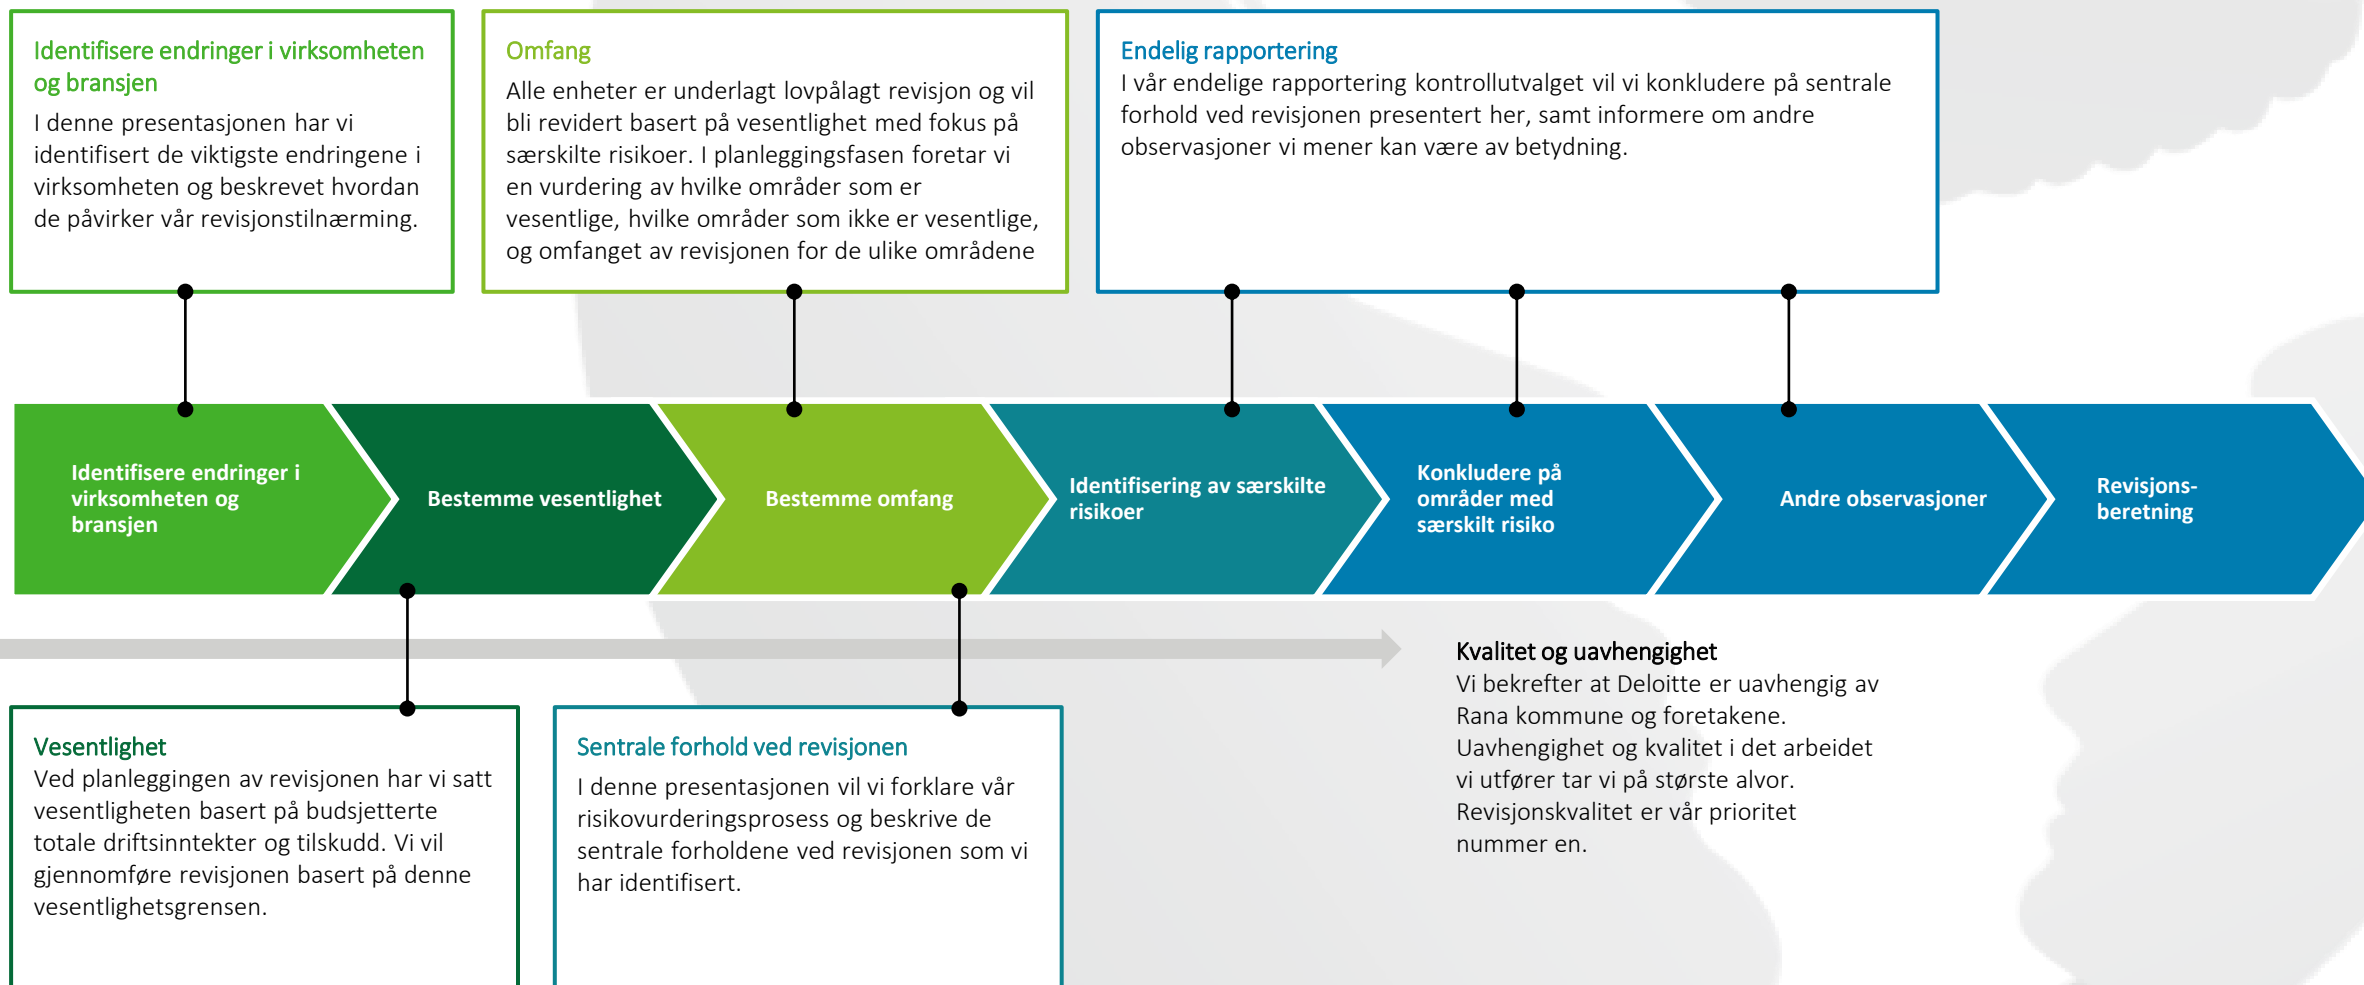 Identifisere endringer i virksomheten
og bransjen
I denne presentasjonen har vi
identifisert de viktigste endringene i
virksomheten og beskrevet hvordan
de påvirker vår revisjonstilnærming.
Omfang
Alle enheter er underlagt lovpålagt revisjon og vil
bli revidert basert på vesentlighet med fokus på
særskilte risikoer. I planleggingsfasen foretar vi
en vurdering av hvilke områder som er
vesentlige, hvilke områder som ikke er vesentlige,
og omfanget av revisjonen for de ulike områdene
Endelig rapportering
I vår endelige rapportering kontrollutvalget vil vi konkludere på sentrale
forhold ved revisjonen presentert her, samt informere om andre
observasjoner vi mener kan være av betydning.
Identifisere endringer i
virksomheten og
bransjen
Bestemme vesentlighet
Bestemme omfang
Identifisering av særskilte
risikoer
Konkludere på
områder med
særskilt risiko
Andre observasjoner
Revisjons-
beretning
Vesentlighet
Ved planleggingen av revisjonen har vi satt
vesentligheten basert på budsjetterte
totale driftsinntekter og tilskudd. Vi vil
gjennomføre revisjonen basert på denne
vesentlighetsgrensen.
Sentrale forhold ved revisjonen
I denne presentasjonen vil vi forklare vår
risikovurderingsprosess og beskrive de
sentrale forholdene ved revisjonen som vi
har identifisert.
Kvalitet og uavhengighet
Vi bekrefter at Deloitte er uavhengig av
Rana kommune og foretakene.
Uavhengighet og kvalitet i det arbeidet
vi utfører tar vi på største alvor.
Revisjonskvalitet er vår prioritet
nummer en.